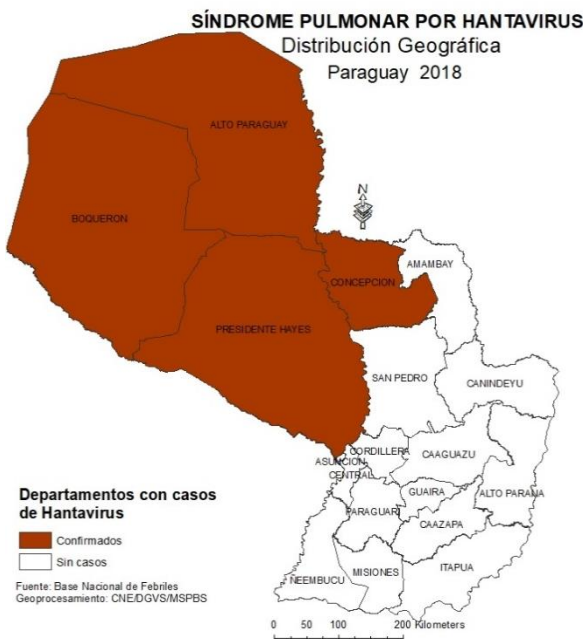 SÍNDROME PULMONAR POR HANTAVIRUS
Distribución Geográfica
Paraguay 2018
ALTO PARAGUAY
N
BOQUERON
AMAMBAY
CONCEPCION
PRESIDENTE HAYES
SAN PEDRO
CANINDEYU
CORDILLERA
CAAGUAZU
ASUNCION
CENTRAL
GUAIRA
ALTO PARANA
PARAGUARI
CAAZAPA
ITAPUA
MISIONES
ÑEEMBUCU
Departamentos con casos
de Hantavirus
Confirmados
Sin casos
Fuente: Base Nacional de Febriles
Geoprocesamiento: CNE/DGVS/MSPBS
0 50 100 200 Kilometers